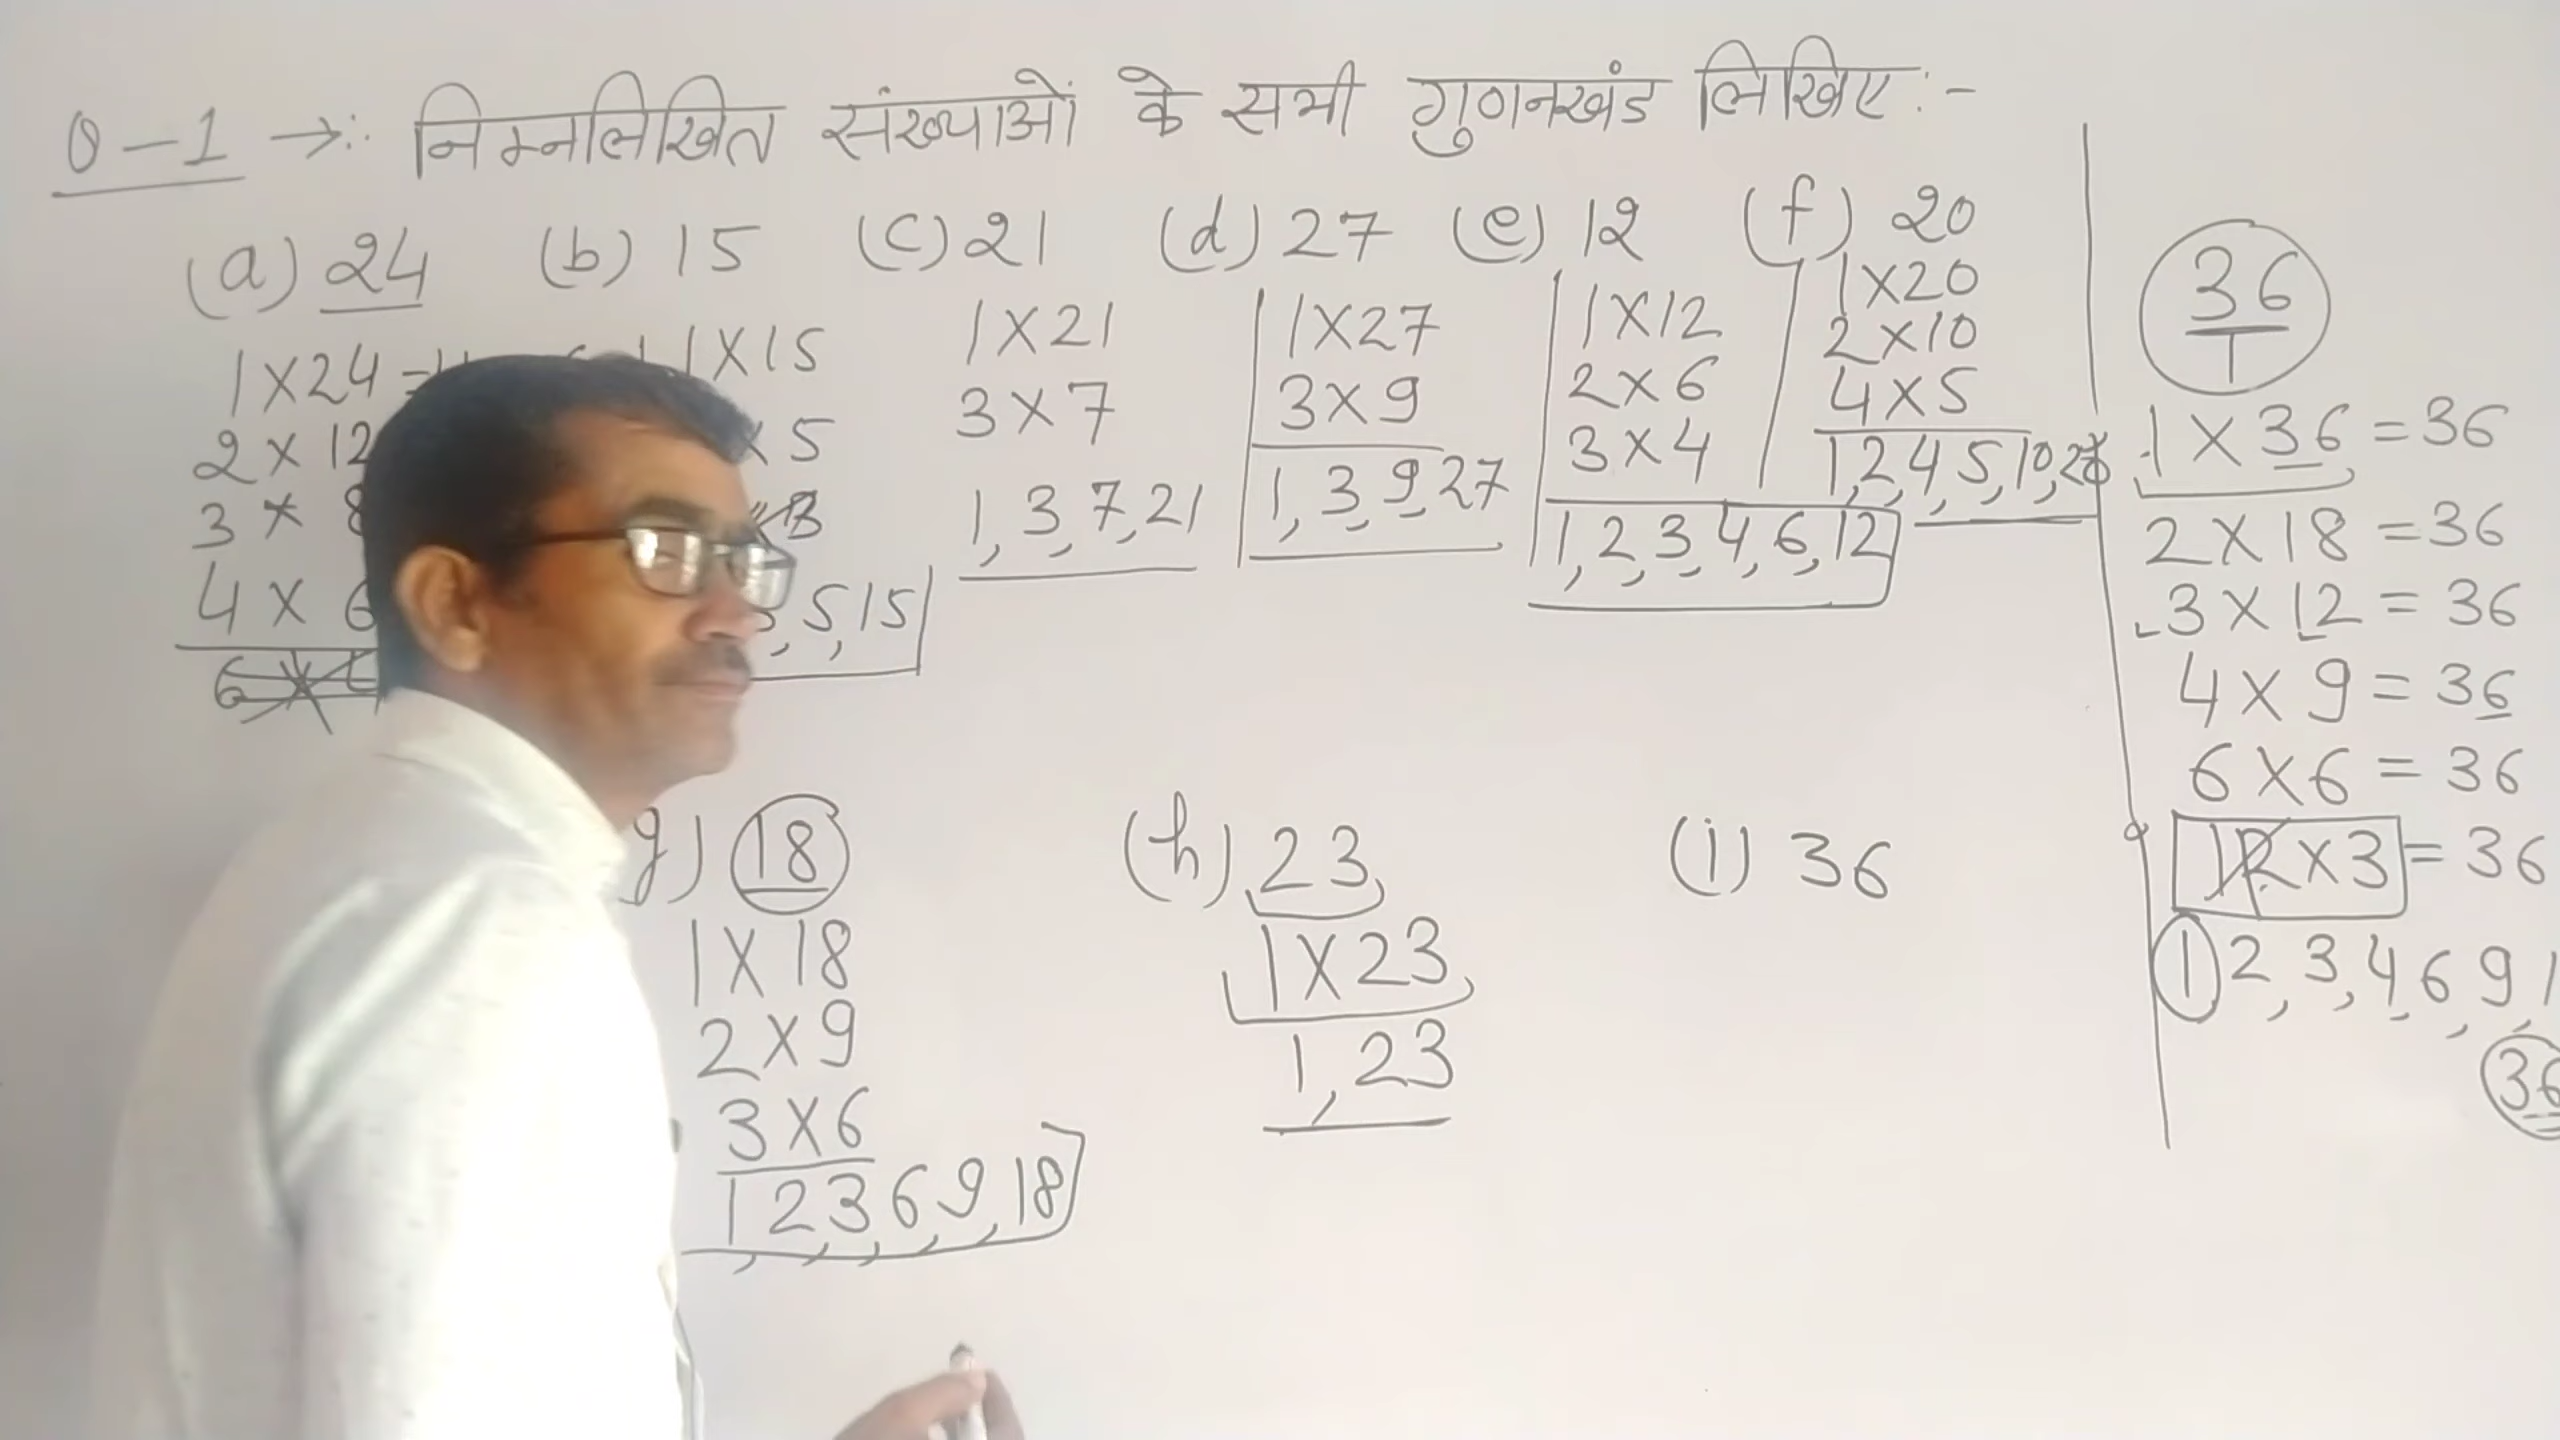 Q-1 →: निम्नलिखित संख्याओं के सभी गुणनखंड लिखिए :-
(a) 24
1 X 24 =
2 X 12
3 X 8
4 X 6
(b) 15
1 X 15
X 5
5, 15
(c) 21
1 X 21
3 X 7
1, 3, 7, 21
(d) 27
1 X 27
3 X 9
1, 3, 9, 27
(e) 12
1 X 12
2 X 6
3 X 4
1, 2, 3, 4, 6, 12
(f) 20
1 X 20
2 X 10
4 X 5
1, 2, 4, 5, 10, 20
g) 18
1 X 18
2 X 9
3 X 6
1, 2, 3, 6, 9, 18
(h) 23
1 X 23
1, 23
(i) 36
36
1
1 X 36 = 36
2 X 18 = 36
3 X 12 = 36
4 X 9 = 36
6 X 6 = 36
12 X 3 = 36
1 2, 3, 4, 6, 9, 1
36